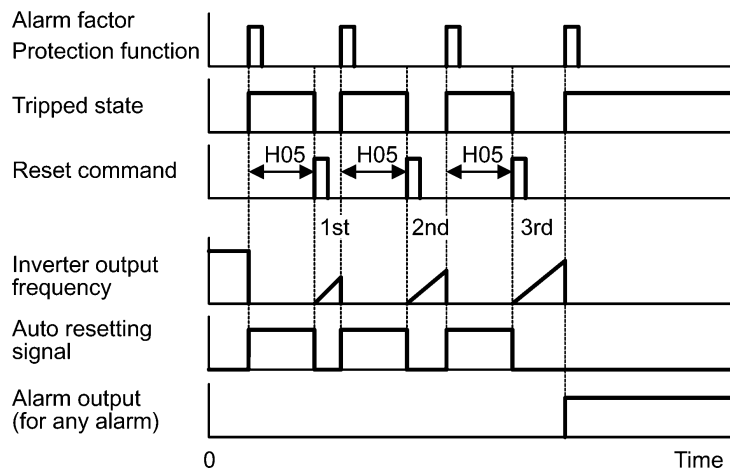 Alarm factor
Protection function
Tripped state
H05 H05 H05
Reset command
1st 2nd 3rd
Inverter output
frequency
Auto resetting
signal
Alarm output
(for any alarm)
0 Time